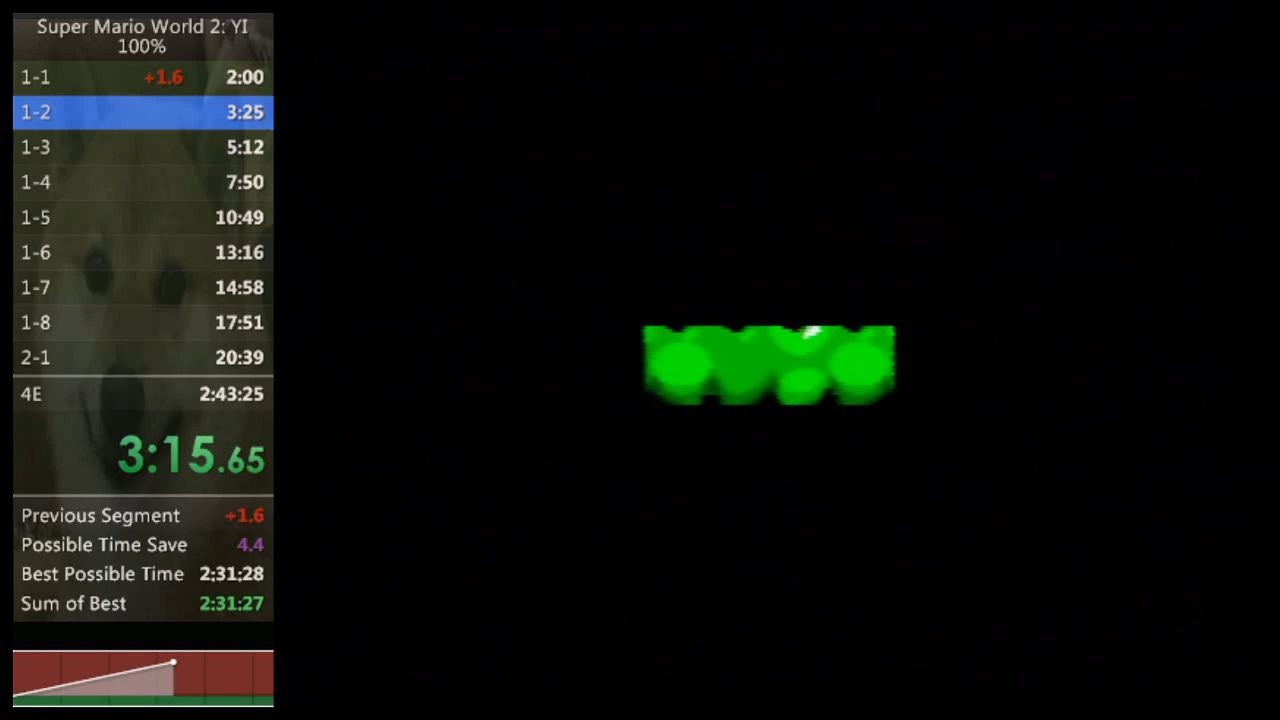 Super Mario World 2: YI
100%
1-1 +1.6 2:00
1-2 3:25
1-3 5:12
1-4 7:50
1-5 10:49
1-6 13:16
1-7 14:58
1-8 17:51
2-1 20:39
4E 2:43:25
3:15.65
Previous Segment +1.6
Possible Time Save 4.4
Best Possible Time 2:31:28
Sum of Best 2:31:27